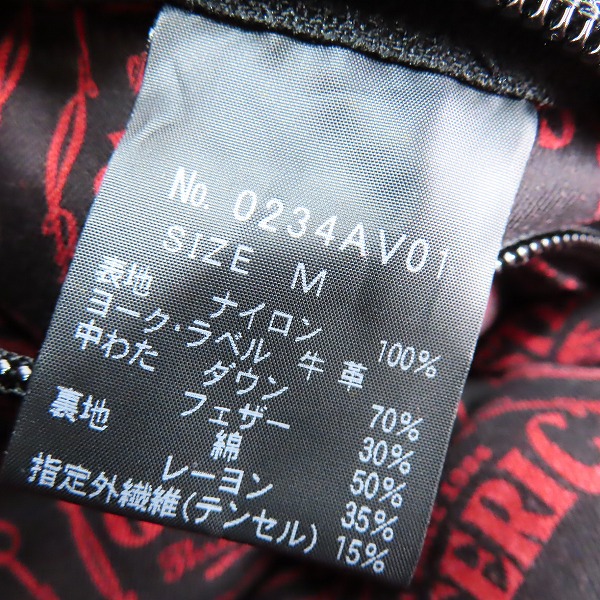 No. 0234AV01
SIZE M
表地 ナイロン 100%
ヨーク・ラベル 牛革
中わた ダウン 70%
フェザー 30%
裏地 綿 50%
レーヨン 35%
指定外繊維(テンセル) 15%
ERIC